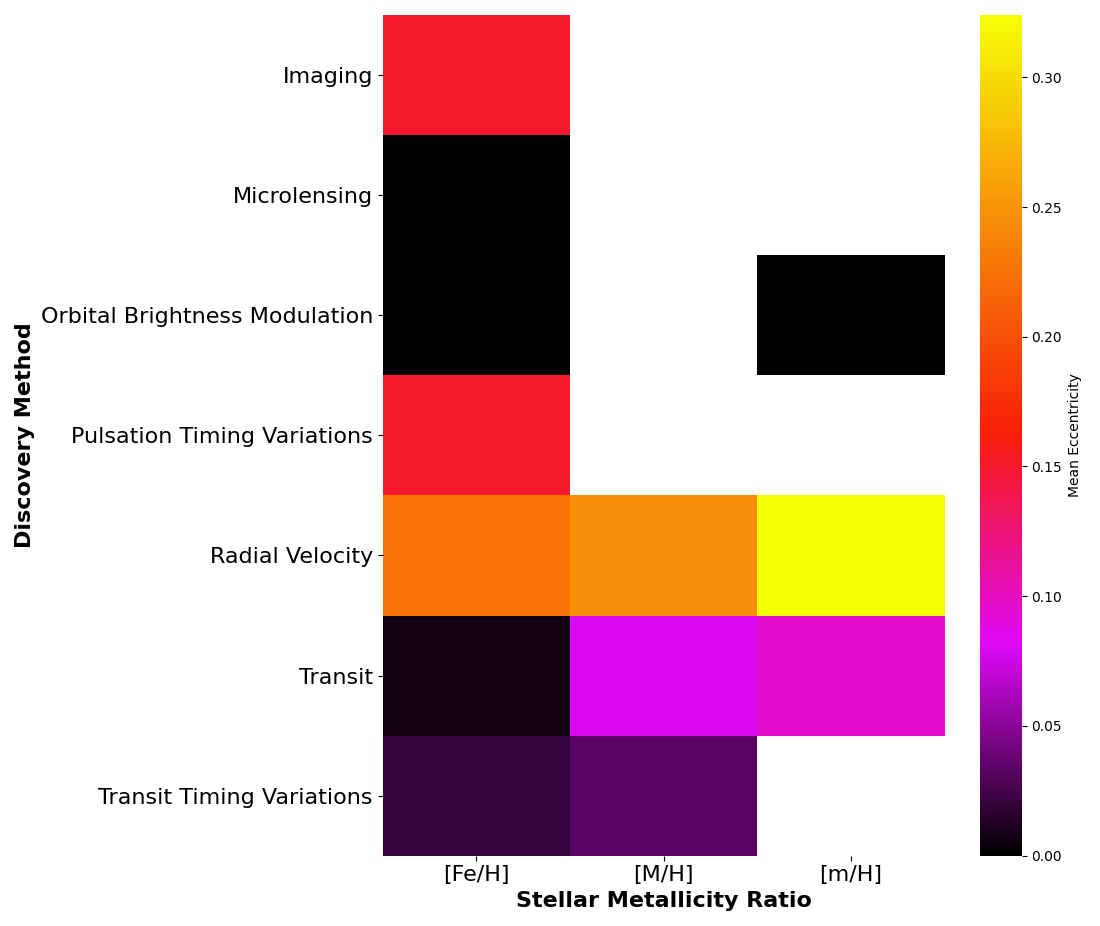 Discovery Method
Imaging
Microlensing
Orbital Brightness Modulation
Pulsation Timing Variations
Radial Velocity
Transit
Transit Timing Variations
[Fe/H]
[M/H]
[m/H]
Stellar Metallicity Ratio
0.30
0.25
0.20
0.15
0.10
0.05
0.00
Mean Eccentricity